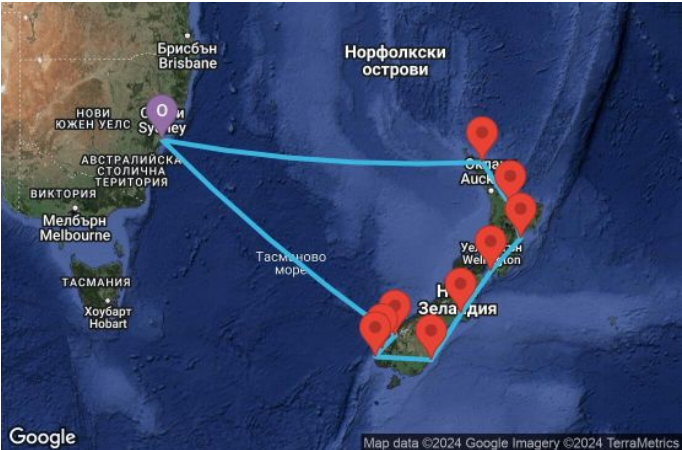 Брисбън
Brisbane
Норфолкски
острови
НОВИ
ЮЖЕН УЕЛС
O
Sydney
АВСТРАЛИЙСКА
СТОЛИЧНА
ТЕРИТОРИЯ
ВИКТОРИЯ
Мелбърн
Melbourne
ТАСМАНИЯ
Хоубарт
Hobart
Тасманово
море
Wellington
Зеландия
Google
Map data ©2024 Google Imagery ©2024 TerraMetrics